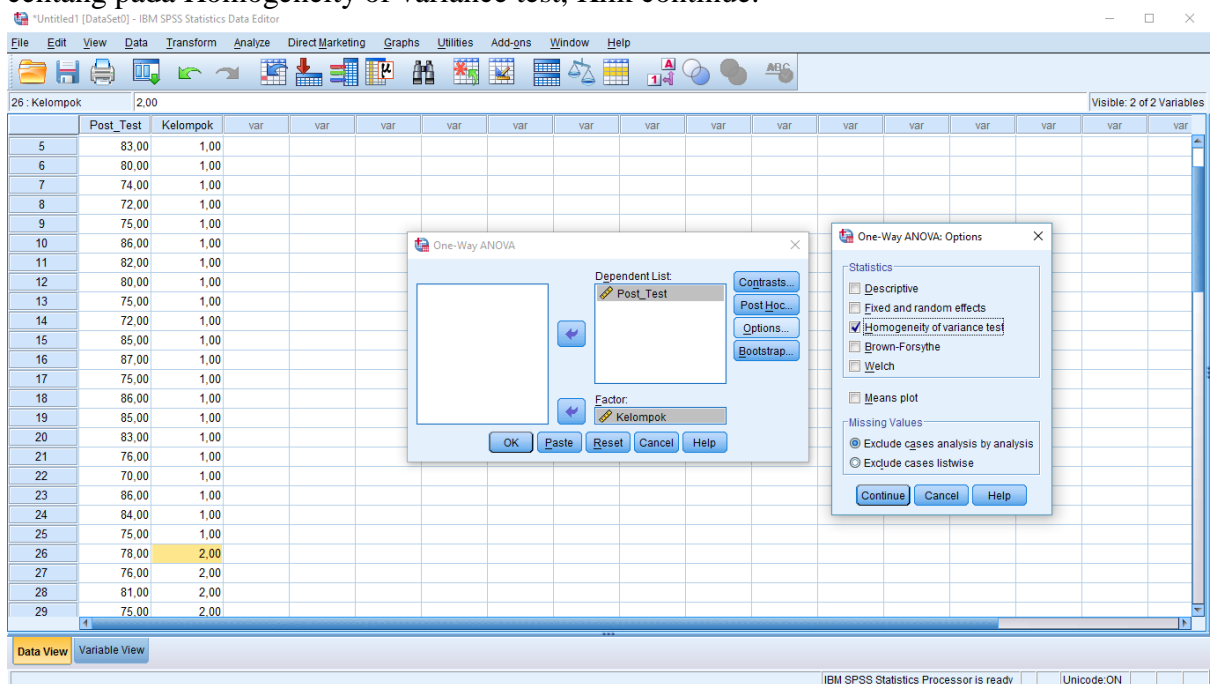 centang pada Homogeneity of variance test, Klik continue.
*Untitled1 [DataSet0] - IBM SPSS Statistics Data Editor
File Edit View Data Transform Analyze Direct Marketing Graphs Utilities Add-ons Window Help
26 : Kelompok 2,00 Visible: 2 of 2 Variables
Post_Test Kelompok var var var var var var var var var var var var var var var
5 83,00 1,00
6 80,00 1,00
7 74,00 1,00
8 72,00 1,00
9 75,00 1,00
10 86,00 1,00
11 82,00 1,00
12 80,00 1,00
13 75,00 1,00
14 72,00 1,00
15 85,00 1,00
16 87,00 1,00
17 75,00 1,00
18 86,00 1,00
19 85,00 1,00
20 83,00 1,00
21 76,00 1,00
22 70,00 1,00
23 86,00 1,00
24 84,00 1,00
25 75,00 1,00
26 78,00 2,00
27 76,00 2,00
28 81,00 2,00
29 75,00 2,00
One-Way ANOVA
Dependent List:
Post_Test
Contrasts...
Post Hoc...
Options...
Bootstrap...
Factor:
Kelompok
OK Paste Reset Cancel Help
One-Way ANOVA: Options
Statistics
Descriptive
Fixed and random effects
Homogeneity of variance test
Brown-Forsythe
Welch
Means plot
Missing Values
Exclude cases analysis by analysis
Exclude cases listwise
Continue Cancel Help
Data View Variable View
IBM SPSS Statistics Processor is ready Unicode:ON